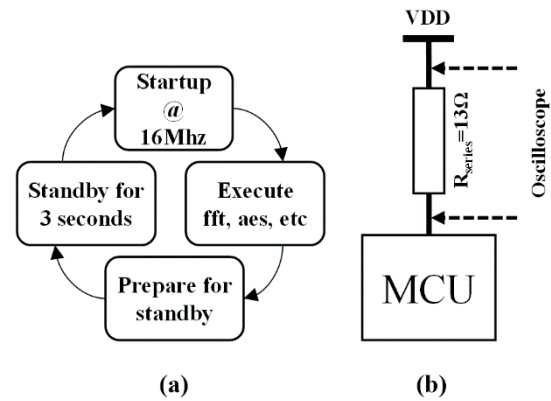 Startup
@
16Mhz
Standby for
3 seconds
Execute
fft, aes, etc
Prepare for
standby
(a)
VDD
Rseries=13Ω
Oscilloscope
MCU
(b)